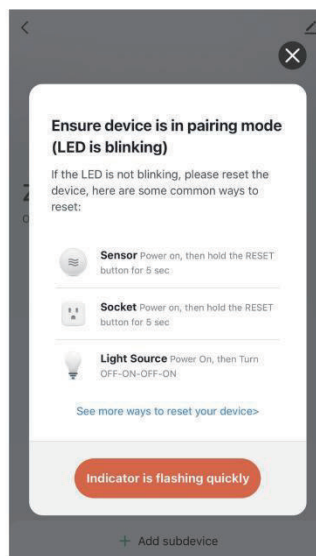 Ensure device is in pairing mode
(LED is blinking)
If the LED is not blinking, please reset the
device, here are some common ways to
reset:
Sensor Power on, then hold the RESET
button for 5 sec
Socket Power on, then hold the RESET
button for 5 sec
Light Source Power On, then Turn
OFF-ON-OFF-ON
See more ways to reset your device>
Indicator is flashing quickly
+ Add subdevice